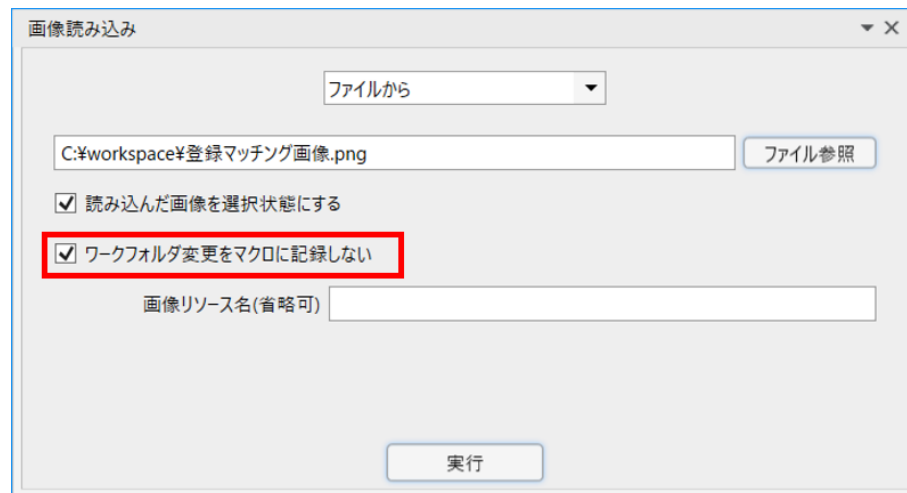 画像読み込み
ファイルから
C:¥workspace¥登録マッチング画像.png
ファイル参照
読み込んだ画像を選択状態にする
ワークフォルダ変更をマクロに記録しない
画像リソース名(省略可)
実行